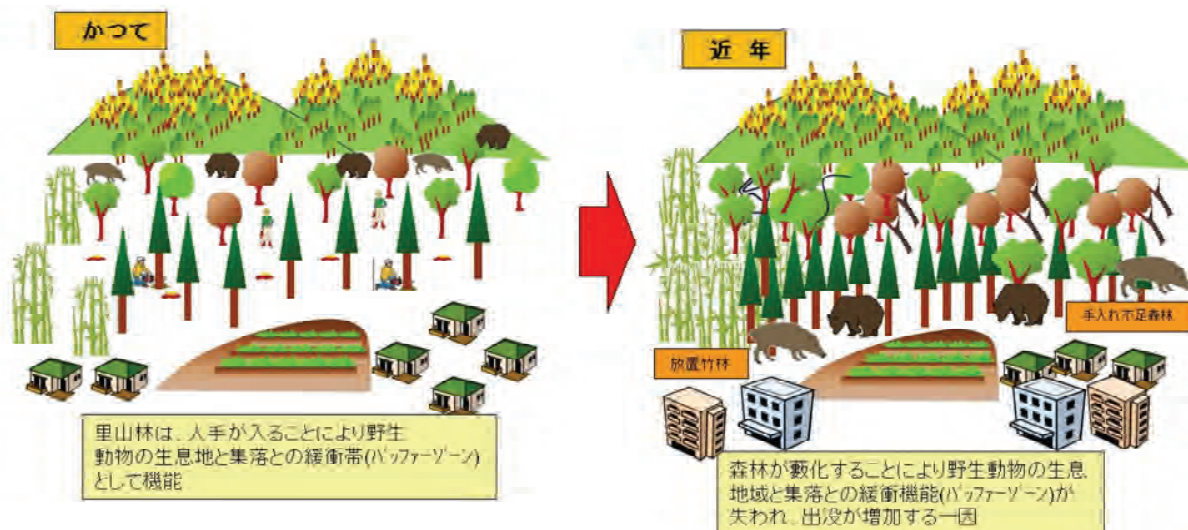 かつて
里山林は、人手が入ることにより野生
動物の生息地と集落との緩衝帯(バッファーゾーン)
として機能
近年
手入れ不足森林
放置竹林
森林が藪化することにより野生動物の生息
地域と集落との緩衝機能(バッファーゾーン)が
失われ、出没が増加する一因